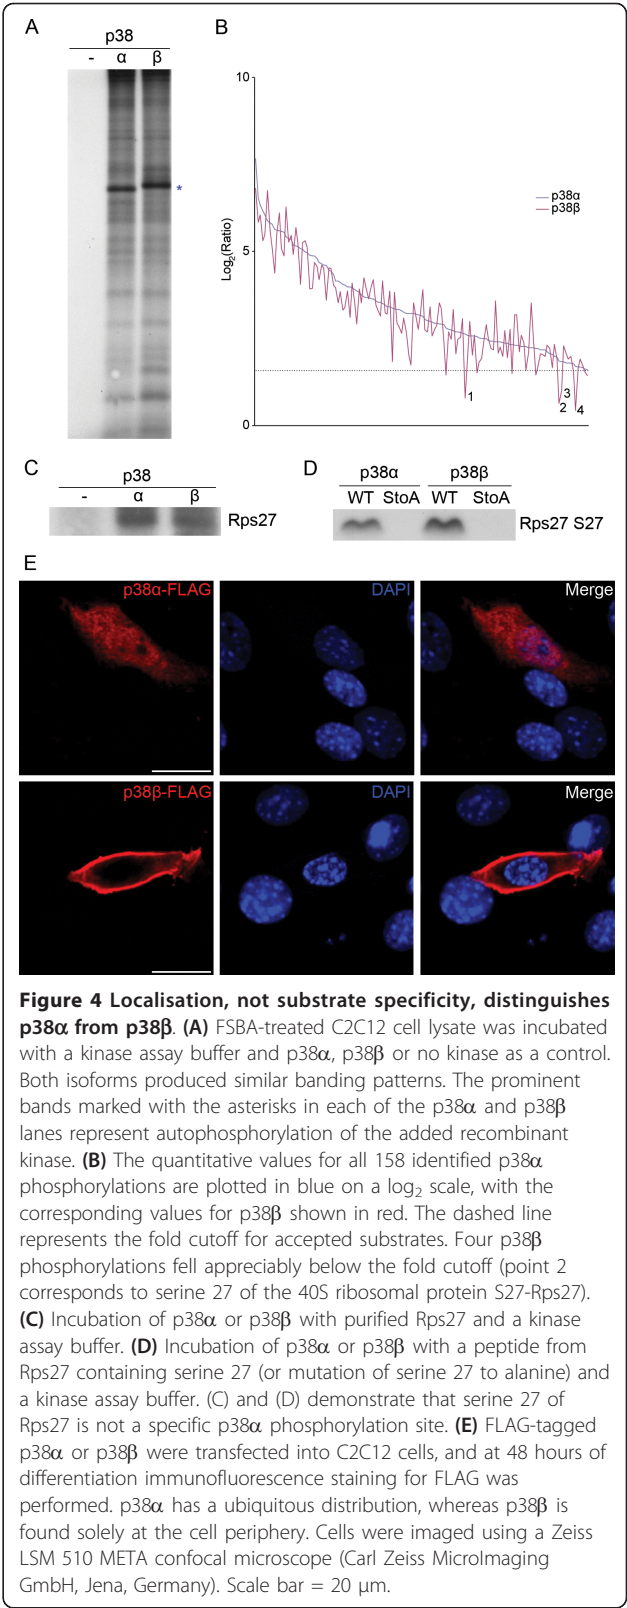 A
p38
- α β
*
B
10
5
0
Log2(Ratio)
p38α
p38β
1
3
2
4
C
p38
- α β
Rps27
D
p38α p38β
WT StoA WT StoA
Rps27 S27
E
p38α-FLAG DAPI Merge
p38β-FLAG DAPI Merge
Figure 4 Localisation, not substrate specificity, distinguishes
p38α from p38β. (A) FSBA-treated C2C12 cell lysate was incubated
with a kinase assay buffer and p38α, p38β or no kinase as a control.
Both isoforms produced similar banding patterns. The prominent
bands marked with the asterisks in each of the p38α and p38β
lanes represent autophosphorylation of the added recombinant
kinase. (B) The quantitative values for all 158 identified p38α
phosphorylations are plotted in blue on a log2 scale, with the
corresponding values for p38β shown in red. The dashed line
represents the fold cutoff for accepted substrates. Four p38β
phosphorylations fell appreciably below the fold cutoff (point 2
corresponds to serine 27 of the 40S ribosomal protein S27-Rps27).
(C) Incubation of p38α or p38β with purified Rps27 and a kinase
assay buffer. (D) Incubation of p38α or p38β with a peptide from
Rps27 containing serine 27 (or mutation of serine 27 to alanine) and
a kinase assay buffer. (C) and (D) demonstrate that serine 27 of
Rps27 is not a specific p38α phosphorylation site. (E) FLAG-tagged
p38α or p38β were transfected into C2C12 cells, and at 48 hours of
differentiation immunofluorescence staining for FLAG was
performed. p38α has a ubiquitous distribution, whereas p38β is
found solely at the cell periphery. Cells were imaged using a Zeiss
LSM 510 META confocal microscope (Carl Zeiss MicroImaging
GmbH, Jena, Germany). Scale bar = 20 μm.